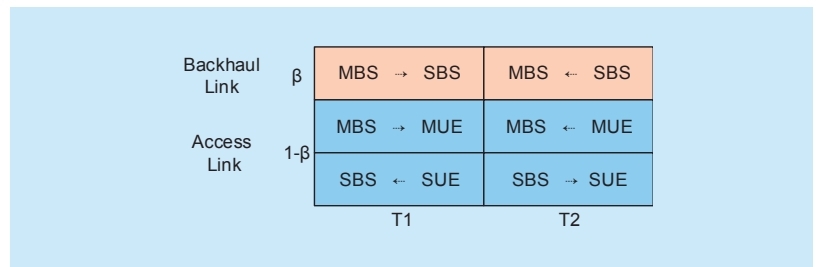 Backhaul Link β MBS ⇢ SBS MBS ⇠ SBS
Access Link 1-β MBS ⇢ MUE MBS ⇠ MUE
SBS ⇠ SUE SBS ⇢ SUE
T1 T2